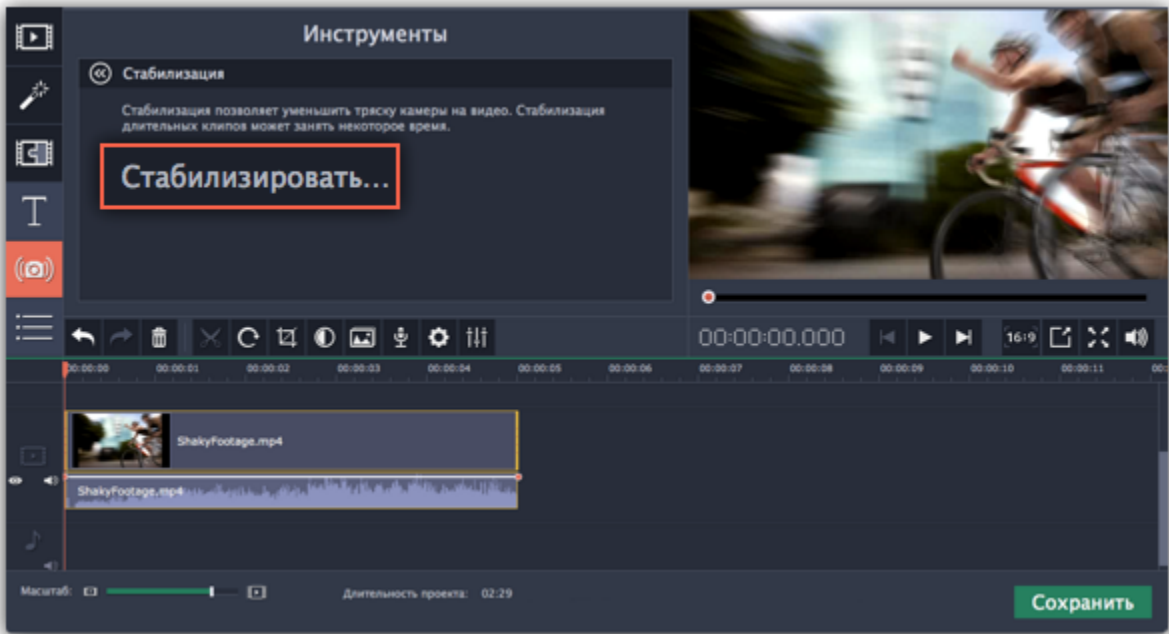 Инструменты
Стабилизация
Стабилизация позволяет уменьшить тряску камеры на видео. Стабилизация
длительных клипов может занять некоторое время.
Стабилизировать...
T
00:00:00.000
16:9
00:00:00 00:00:01 00:00:02 00:00:03 00:00:04 00:00:05 00:00:06 00:00:07 00:00:08 00:00:09 00:00:10 00:00:11 00:
ShakyFootage.mp4
ShakyFootage.mp4
Масштаб:
Длительность проекта: 02:29
Сохранить